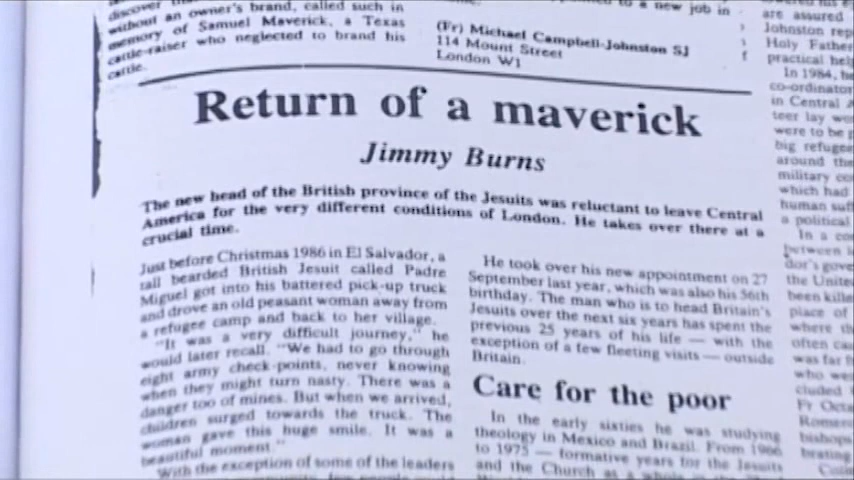 discover
without an owner's brand, called such in
memory of Samuel Maverick, a Texas
cattle-raiser who neglected to brand his
cattle.
to a new job in
(Fr) Michael Campbell-Johnston SJ
114 Mount Street
London W1
Return of a maverick
Jimmy Burns
The new head of the British province of the Jesuits was reluctant to leave Central
America for the very different conditions of London. He takes over there at a
crucial time.
Just before Christmas 1986 in El Salvador, a
tall bearded British Jesuit called Padre
Miguel got into his battered pick-up truck
and drove an old peasant woman away from
a refugee camp and back to her village.
"It was a very difficult journey," he
would later recall. "We had to go through
eight army check-points, never knowing
when they might turn nasty. There was a
danger too of mines. But when we arrived,
children surged towards the truck. The
woman gave this huge smile. It was a
beautiful moment."
With the exception of some of the leaders
He took over his new appointment on 27
September last year, which was also his 56th
birthday. The man who is to head Britain's
Jesuits over the next six years has spent the
previous 25 years of his life — with the
exception of a few fleeting visits — outside
Britain.
Care for the poor
In the early sixties he was studying
theology in Mexico and Brazil. From 1966
to 1975 — formative years for the Jesuits
and the Church as a whole in the
are assured
Johnston rep
Holy Father
practical help
In 1984, he
co-ordinator
in Central A
teer lay wo
were to be p
big refugee
around the
military co
which had
human suff
a political
In a co
between
dor's gove
the United
been kille
place of
where th
often ca
was far
who we
cluded
Fr Octa
Romero
bishops
brating